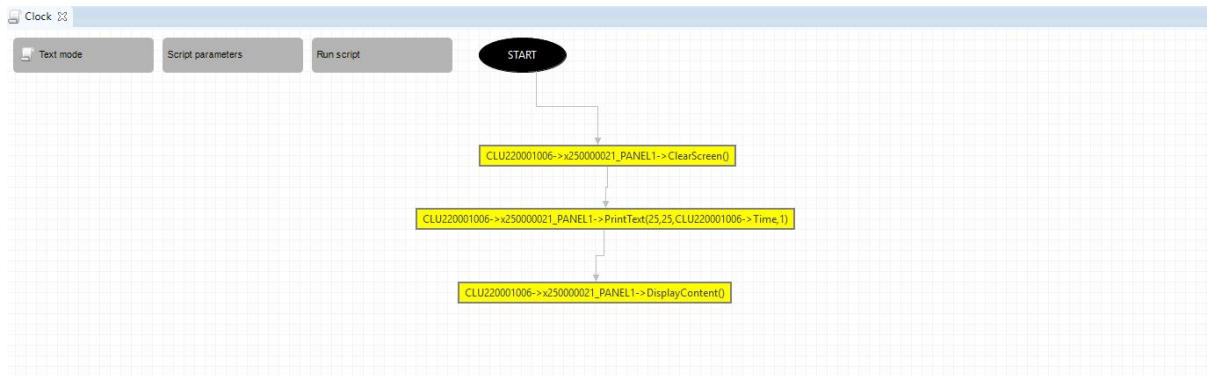 Clock
Text mode
Script parameters
Run script
START
CLU220001006->x250000021_PANEL1->ClearScreen()
CLU220001006->x250000021_PANEL1->PrintText(25,25,CLU220001006->Time,1)
CLU220001006->x250000021_PANEL1->DisplayContent()